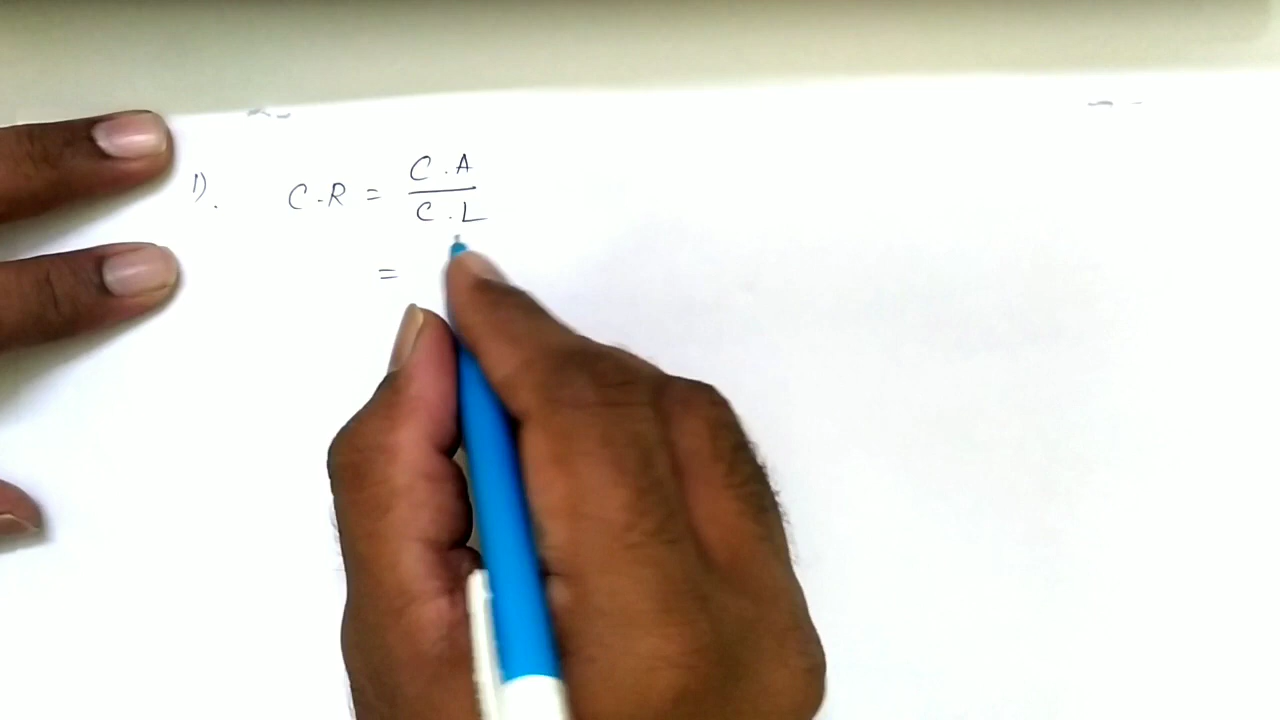 1). C.R = C.A / C.L
=